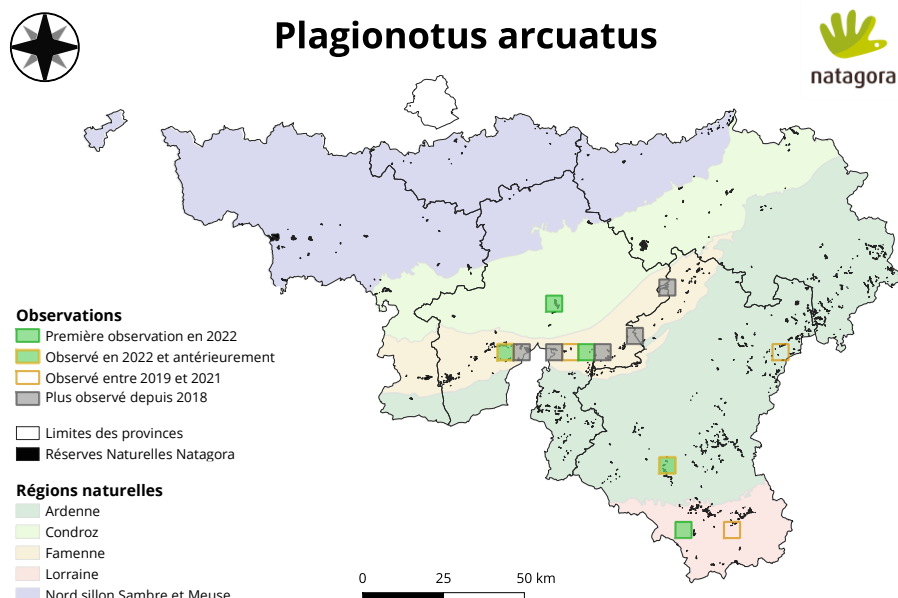 Plagionotus arcuatus
natagora
Observations
Première observation en 2022
Observé en 2022 et antérieurement
Observé entre 2019 et 2021
Plus observé depuis 2018
Limites des provinces
Réserves Naturelles Natagora
Régions naturelles
Ardenne
Condroz
Famenne
Lorraine
Nord sillon Sambre et Meuse
0 25 50 km